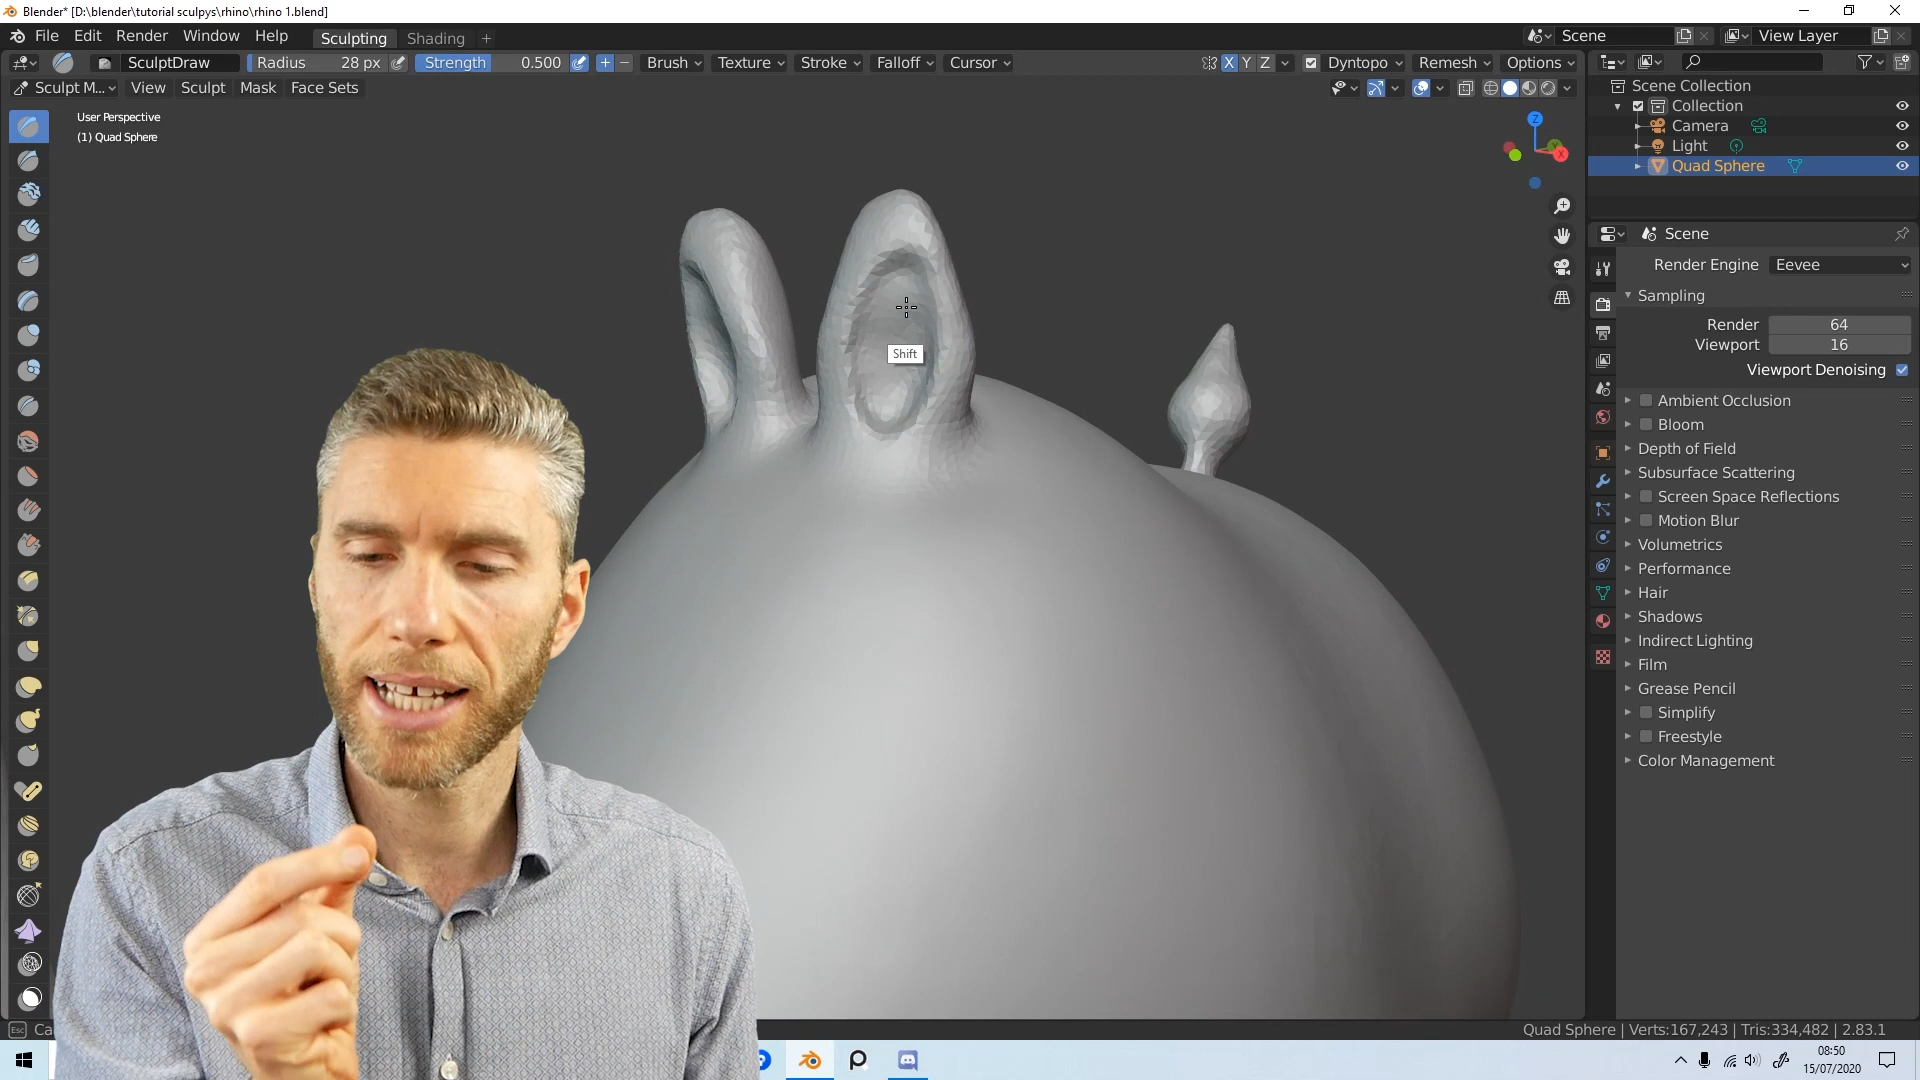 Blender* [D:\blender\tutorial sculpys\rhino\rhino 1.blend]
File Edit Render Window Help Sculpting Shading + Scene View Layer
SculptDraw Radius 28 px Strength 0.500 + − Brush Texture Stroke Falloff Cursor X Y Z Dyntopo Remesh Options
Sculpt M... View Sculpt Mask Face Sets
User Perspective
(1) Quad Sphere
Z
X
Shift
Scene Collection
Collection
Camera
Light
Quad Sphere
Scene
Render Engine Eevee
Sampling
Render 64
Viewport 16
Viewport Denoising
Ambient Occlusion
Bloom
Depth of Field
Subsurface Scattering
Screen Space Reflections
Motion Blur
Volumetrics
Performance
Hair
Shadows
Indirect Lighting
Film
Grease Pencil
Simplify
Freestyle
Color Management
Esc Ca
Quad Sphere | Verts:167,243 | Tris:334,482 | 2.83.1
08:50
15/07/2020